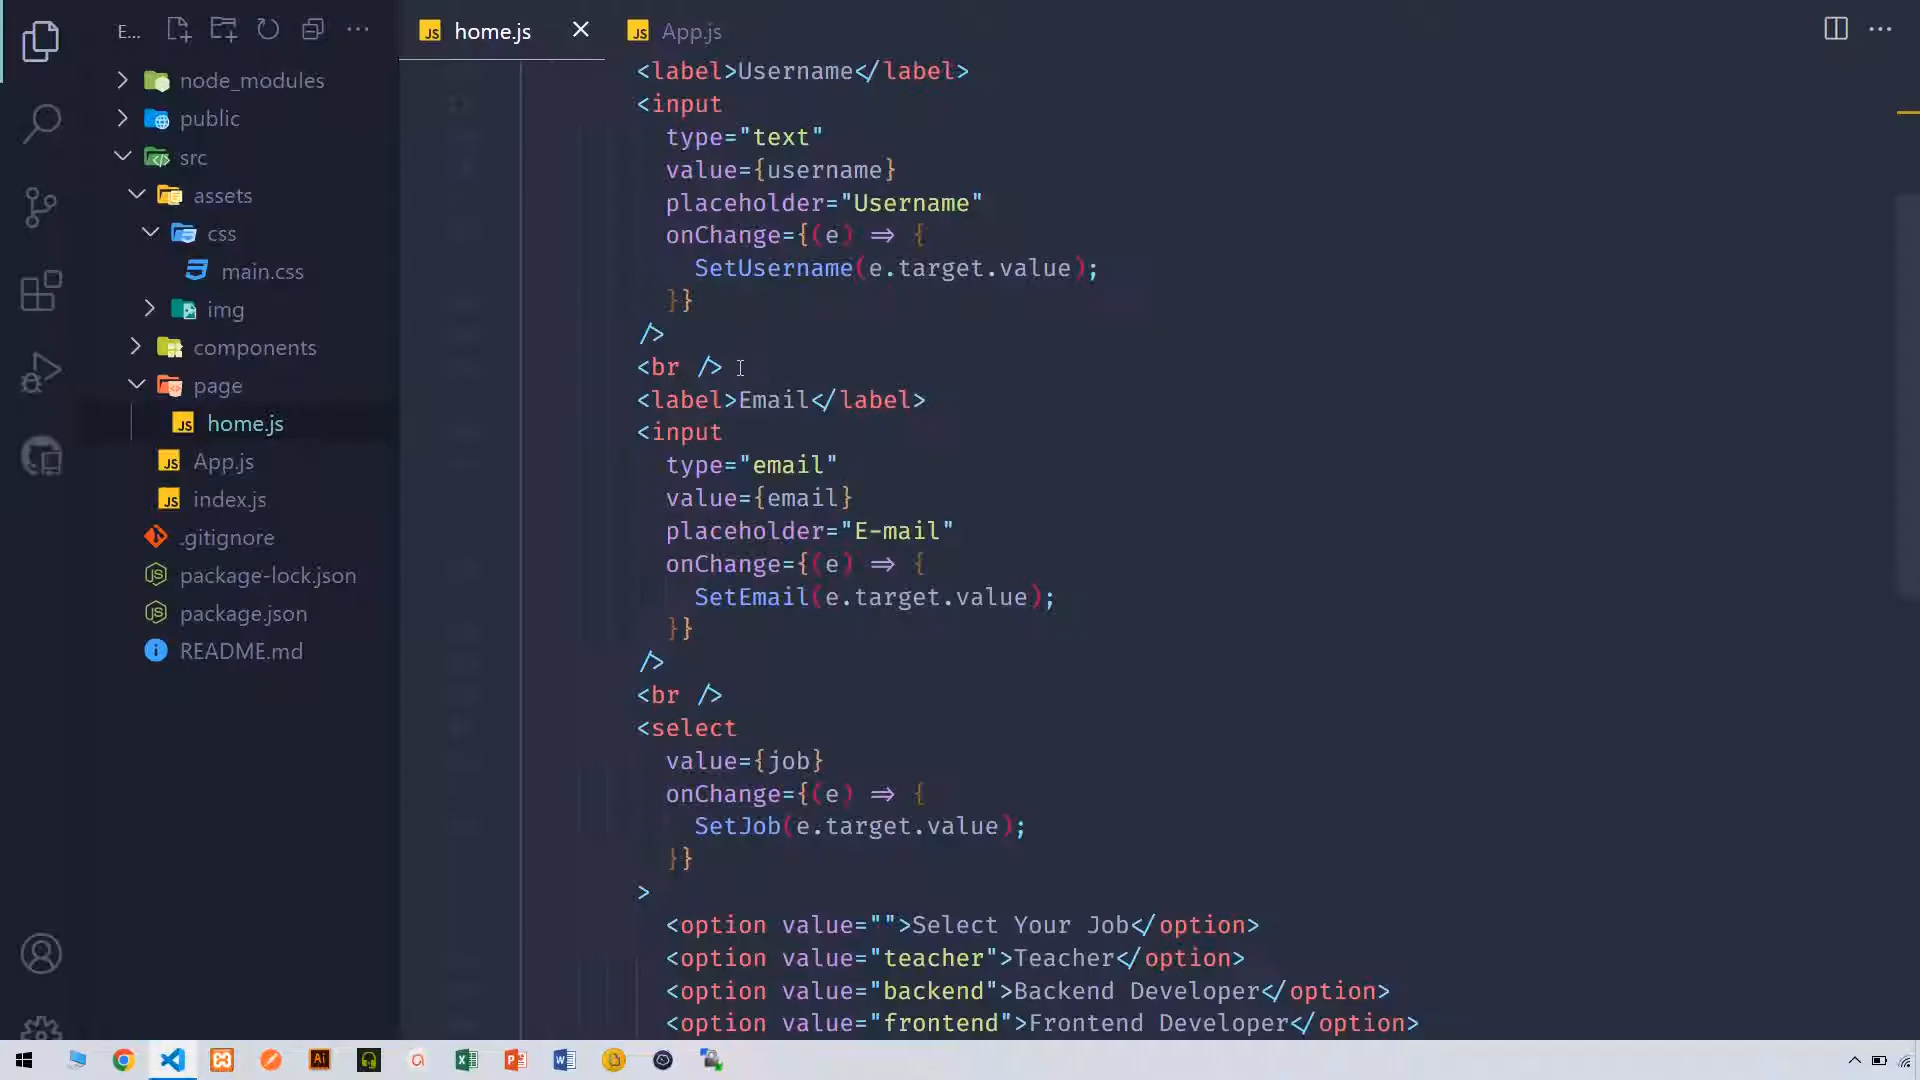 E...
home.js
App.js
node_modules
public
src
assets
css
main.css
img
components
page
home.js
App.js
index.js
.gitignore
package-lock.json
package.json
README.md
<label>Username</label>
<input
type="text"
value={username}
placeholder="Username"
onChange={(e) => {
SetUsername(e.target.value);
}}
/>
<br />
<label>Email</label>
<input
type="email"
value={email}
placeholder="E-mail"
onChange={(e) => {
SetEmail(e.target.value);
}}
/>
<br />
<select
value={job}
onChange={(e) => {
SetJob(e.target.value);
}}
>
<option value="">Select Your Job</option>
<option value="teacher">Teacher</option>
<option value="backend">Backend Developer</option>
<option value="frontend">Frontend Developer</option>